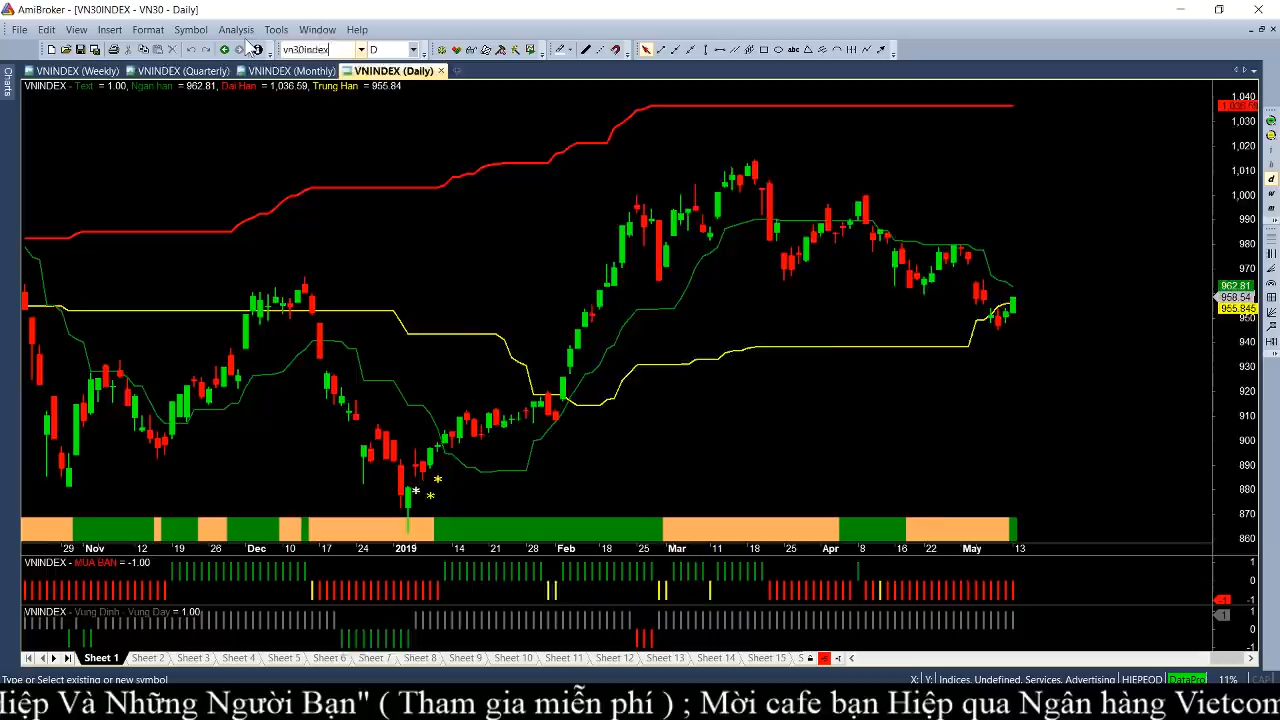 AmiBroker - [VN30INDEX - VN30 - Daily]
File Edit View Insert Format Symbol Analysis Tools Window Help
vn30index D
abc
VNINDEX (Weekly) VNINDEX (Quarterly) VNINDEX (Monthly) VNINDEX (Daily)
Charts
VNINDEX - Text = 1.00, Ngan han = 962.81, Dai Han = 1,036.59, Trung Han = 955.84
1,040
1,030
1,020
1,010
1,000
990
980
970
962.81
958.54
955.845
950
940
930
920
910
900
890
880
870
860
29 Nov 12 19 26 Dec 10 17 24 2019 14 21 28 Feb 18 25 Mar 11 18 25 Apr 8 16 22 May 13
VNINDEX - MUA BAN = -1.00
1
0
-1
VNINDEX - Vung Dinh - Vung Day = 1.00
1
0
-1
Sheet 1 Sheet 2 Sheet 3 Sheet 4 Sheet 5 Sheet 6 Sheet 7 Sheet 8 Sheet 9 Sheet 10 Sheet 11 Sheet 12 Sheet 13 Sheet 14 Sheet 15 S
Type or Select existing or new symbol X: Y: Indices, Undefined, Services, Advertising HIEPEOD DataPro 11% CAP
Hiệp Và Những Người Bạn" ( Tham gia miễn phí ) ; Mời cafe bạn Hiệp qua Ngân hàng Vietcom